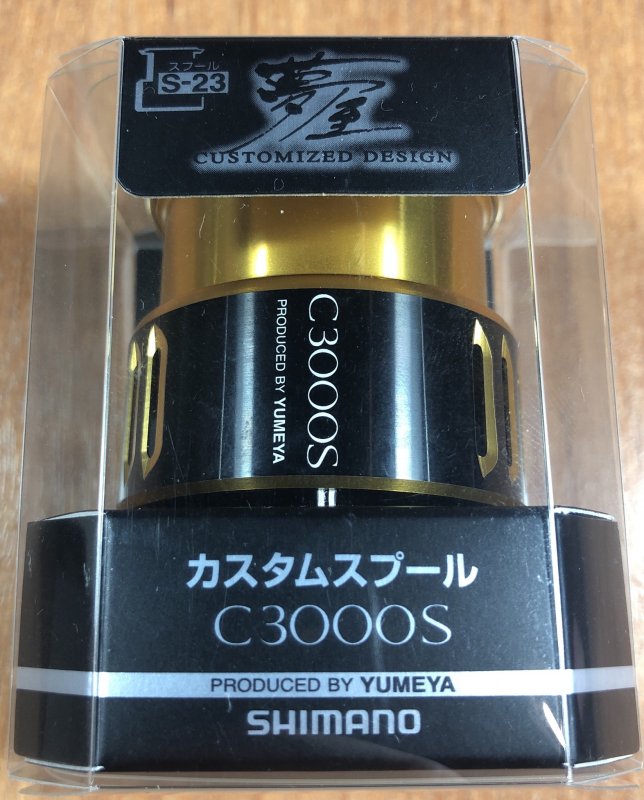 スプール
S-23
夢屋
CUSTOMIZED DESIGN
C3000S
PRODUCED BY YUMEYA
カスタムスプール
C3000S
PRODUCED BY YUMEYA
SHIMANO